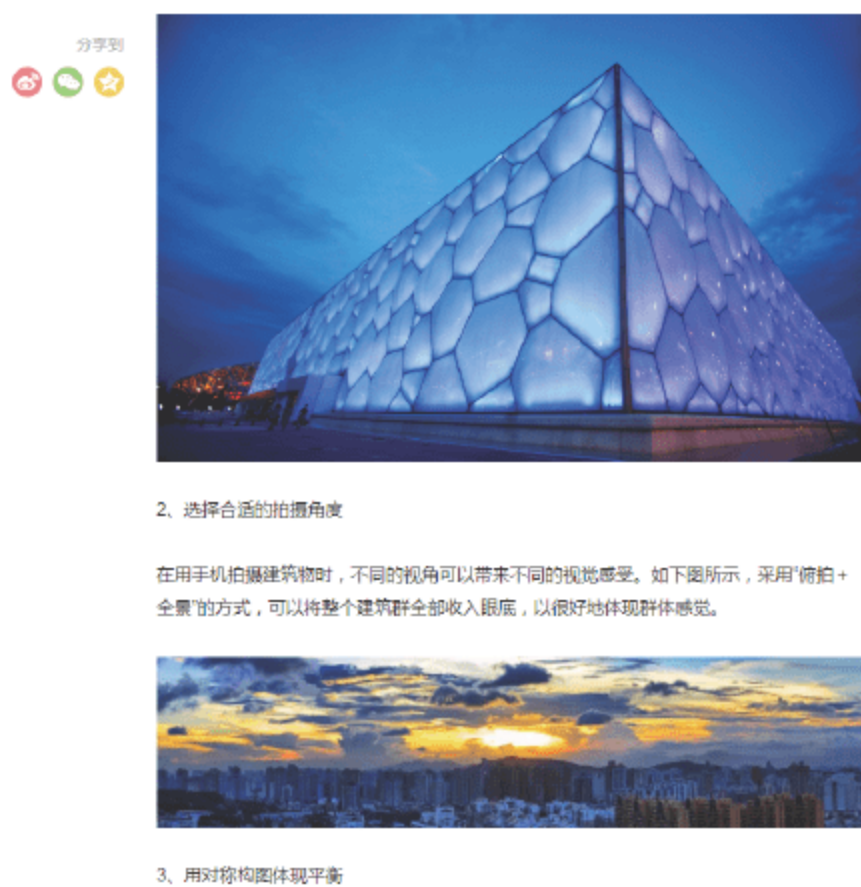 分享到
2、选择合适的拍摄角度
在用手机拍摄建筑物时，不同的视角可以带来不同的视觉感受。如下图所示，采用“俯拍+
全景”的方式，可以将整个建筑群全部收入眼底，以很好地体现群体感觉。
3、用对称构图体现平衡